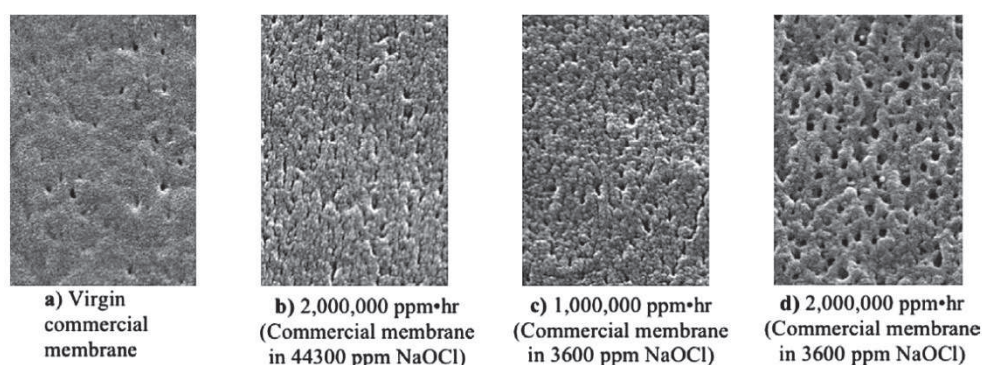 a) Virgin
commercial
membrane
b) 2,000,000 ppm•hr
(Commercial membrane
in 44300 ppm NaOCl)
c) 1,000,000 ppm•hr
(Commercial membrane
in 3600 ppm NaOCl)
d) 2,000,000 ppm•hr
(Commercial membrane
in 3600 ppm NaOCl)